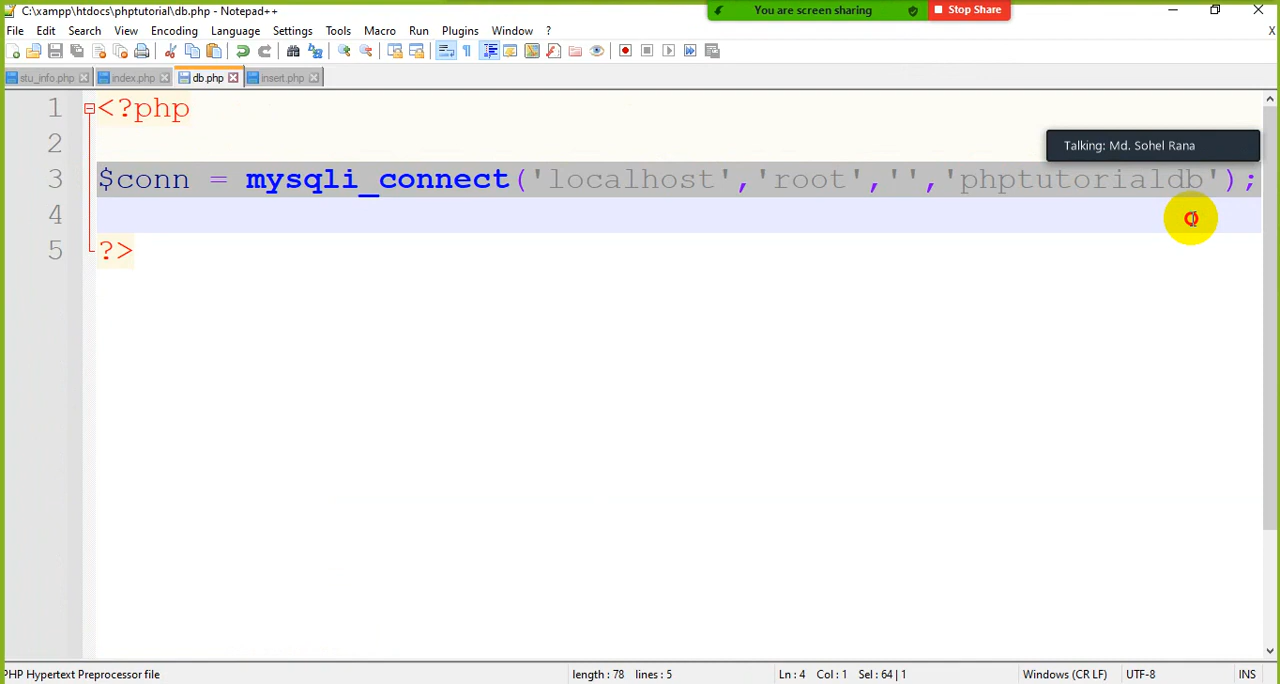 C:\xampp\htdocs\phptutorial\db.php - Notepad++
You are screen sharing
Stop Share
File Edit Search View Encoding Language Settings Tools Macro Run Plugins Window ?
X
stu_info.php index.php db.php insert.php
1 <?php
Talking: Md. Sohel Rana
2
3 $conn = mysqli_connect('localhost','root','','phptutorialdb');
4
5 ?>
PHP Hypertext Preprocessor file length : 78 lines : 5 Ln : 4 Col : 1 Sel : 64 | 1 Windows (CR LF) UTF-8 INS